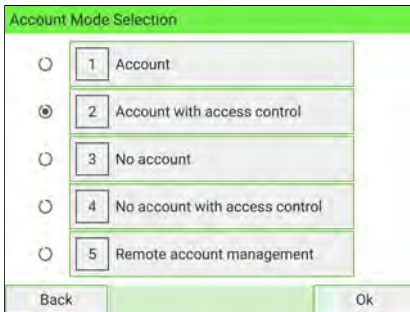 Account Mode Selection
1 Account
2 Account with access control
3 No account
4 No account with access control
5 Remote account management
Back Ok